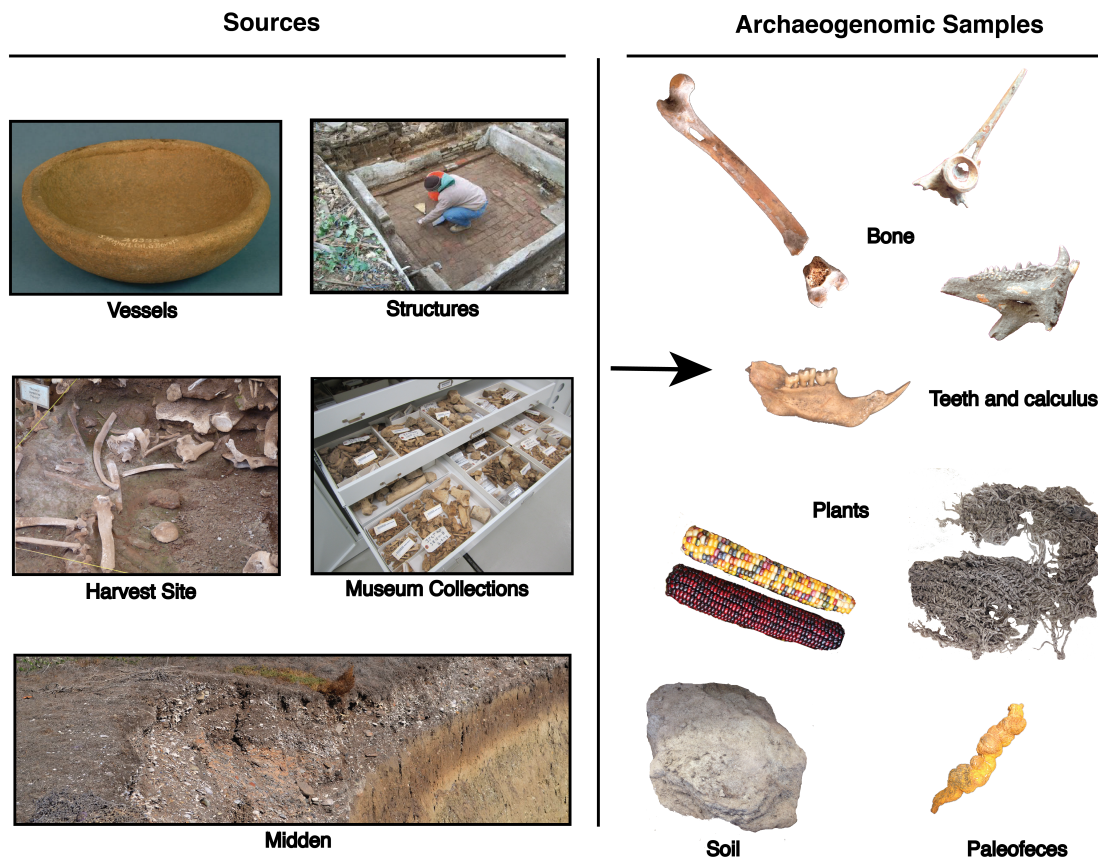 Sources
Archaeogenomic Samples
Vessels
Structures
Harvest Site
Museum Collections
Midden
Bone
Teeth and calculus
Plants
Soil
Paleofeces